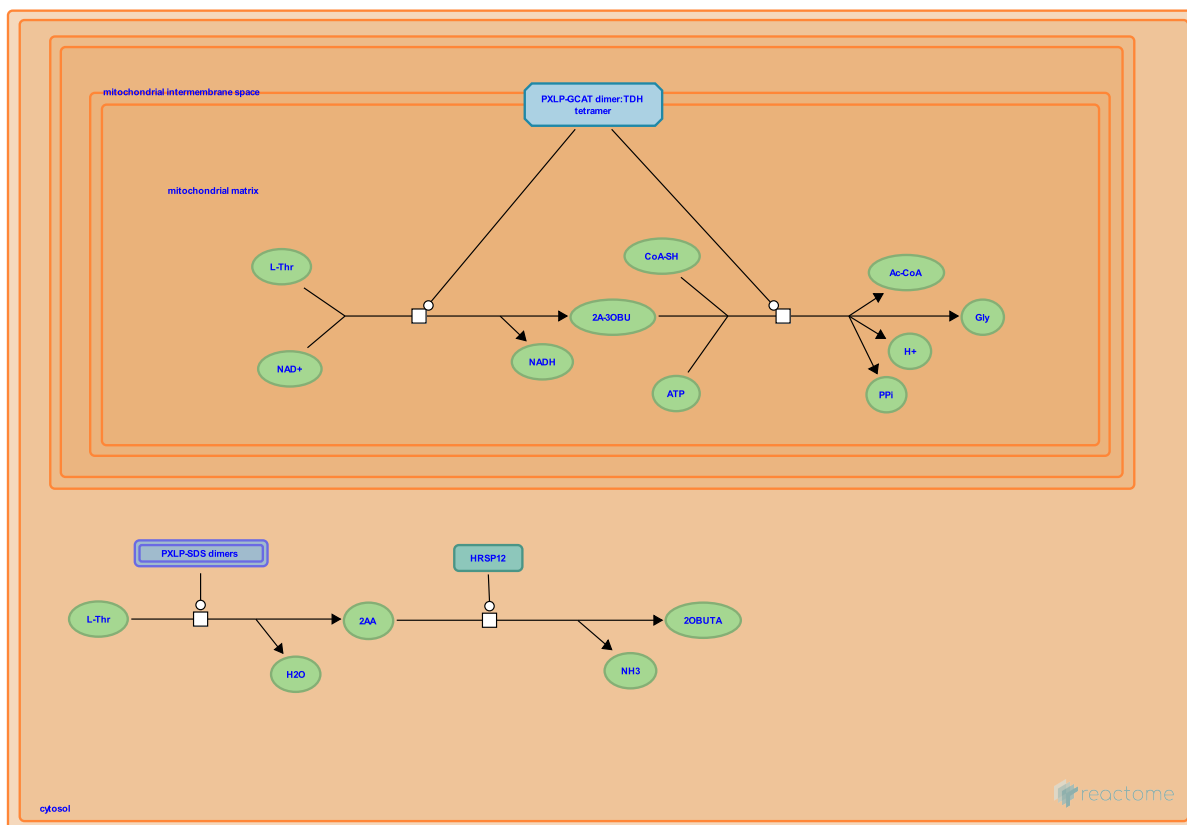 mitochondrial intermembrane space
PXLP-GCAT dimer:TDH
tetramer
mitochondrial matrix
L-Thr
CoA-SH
Ac-CoA
2A-3OBU
Gly
NAD+
NADH
H+
ATP
PPi
PXLP-SDS dimers
HRSP12
L-Thr
2AA
2OBUTA
H2O
NH3
cytosol
reactome